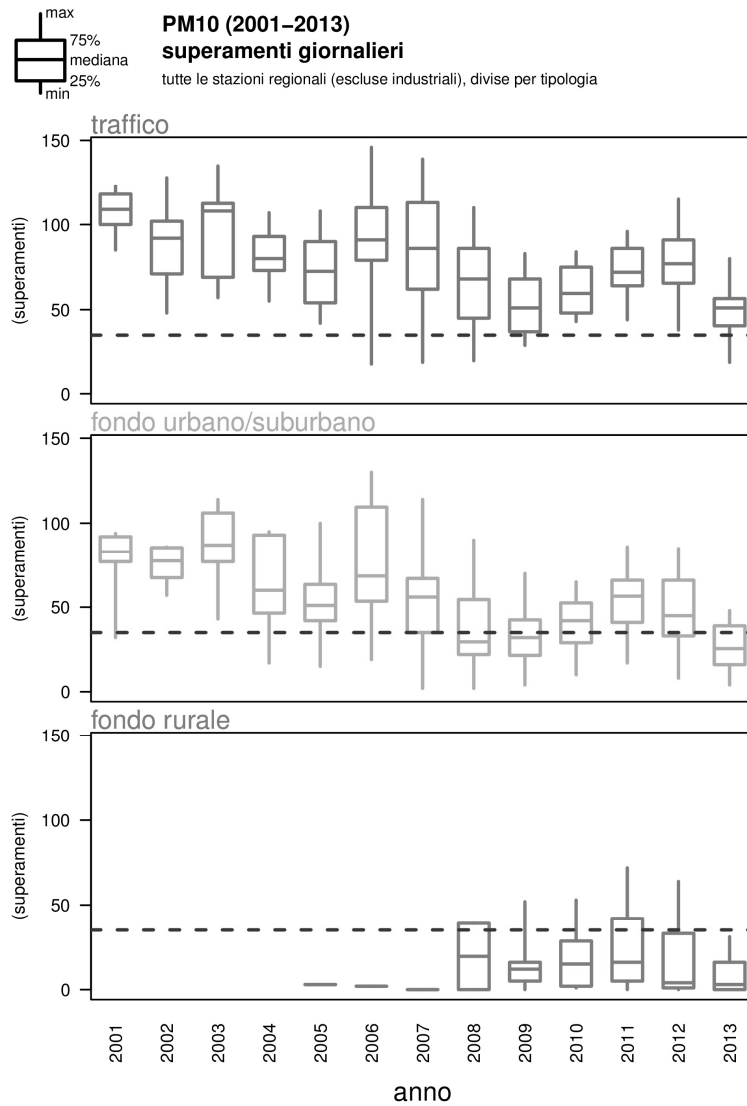 max
75%
mediana
25%
min
PM10 (2001−2013)
superamenti giornalieri
tutte le stazioni regionali (escluse industriali), divise per tipologia
traffico
150
100
50
0
(superamenti)
fondo urbano/suburbano
150
100
50
0
(superamenti)
fondo rurale
150
100
50
0
(superamenti)
2001 2002 2003 2004 2005 2006 2007 2008 2009 2010 2011 2012 2013
anno